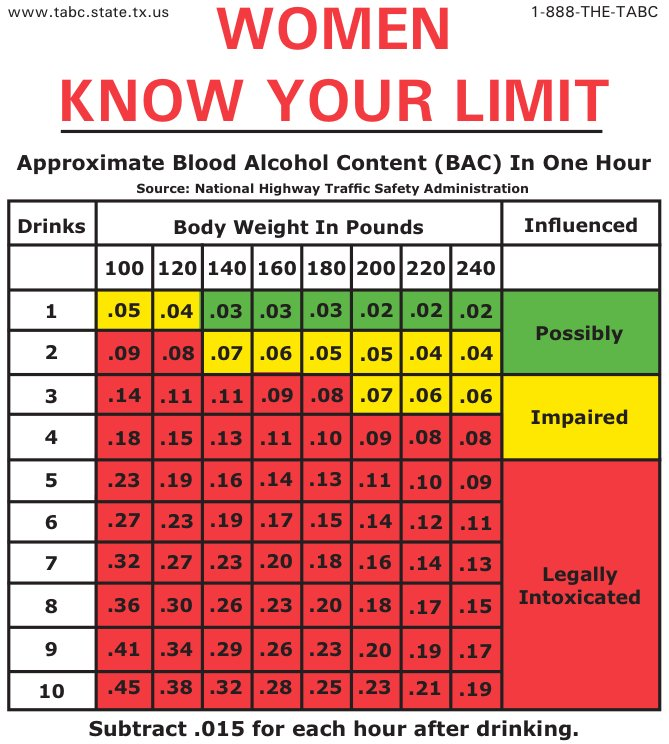 www.tabc.state.tx.us 1-888-THE-TABC
WOMEN
KNOW YOUR LIMIT
Approximate Blood Alcohol Content (BAC) In One Hour
Source: National Highway Traffic Safety Administration
Drinks Body Weight In Pounds Influenced
100 120 140 160 180 200 220 240
1 .05 .04 .03 .03 .03 .02 .02 .02
Possibly
2 .09 .08 .07 .06 .05 .05 .04 .04
3 .14 .11 .11 .09 .08 .07 .06 .06
Impaired
4 .18 .15 .13 .11 .10 .09 .08 .08
5 .23 .19 .16 .14 .13 .11 .10 .09
6 .27 .23 .19 .17 .15 .14 .12 .11
7 .32 .27 .23 .20 .18 .16 .14 .13
Legally
Intoxicated
8 .36 .30 .26 .23 .20 .18 .17 .15
9 .41 .34 .29 .26 .23 .20 .19 .17
10 .45 .38 .32 .28 .25 .23 .21 .19
Subtract .015 for each hour after drinking.